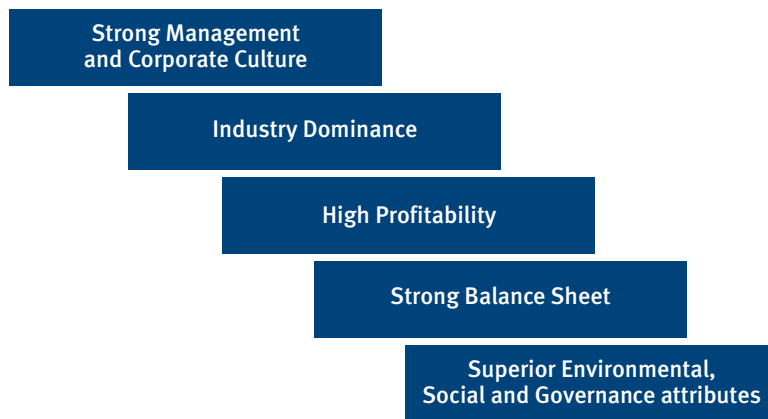 Strong Management
and Corporate Culture
Industry Dominance
High Profitability
Strong Balance Sheet
Superior Environmental,
Social and Governance attributes